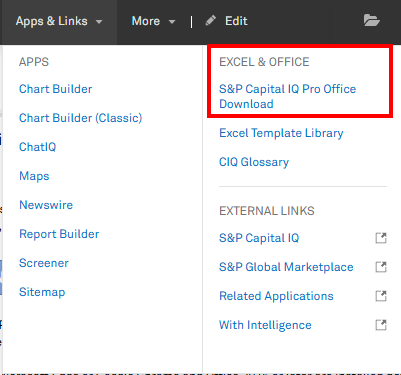 Apps & Links
More
Edit
APPS
Chart Builder
Chart Builder (Classic)
ChatIQ
Maps
Newswire
Report Builder
Screener
Sitemap
EXCEL & OFFICE
S&P Capital IQ Pro Office
Download
Excel Template Library
CIQ Glossary
EXTERNAL LINKS
S&P Capital IQ
S&P Global Marketplace
Related Applications
With Intelligence